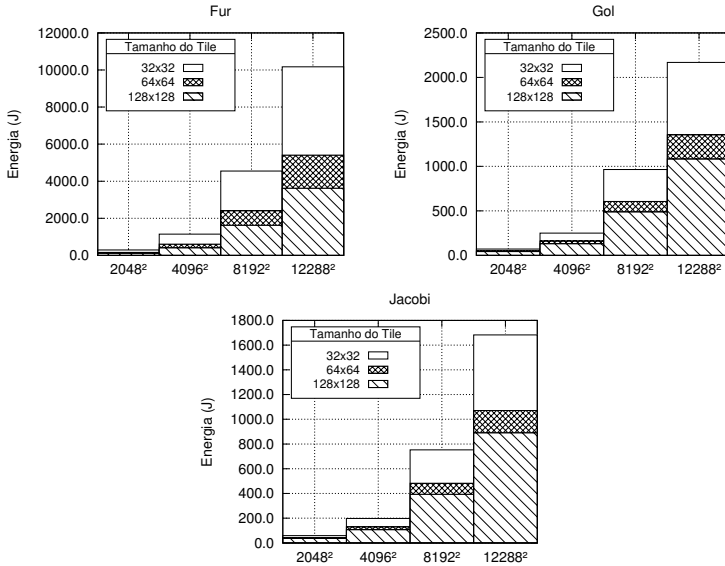 Fur
Energia (J)
12000.0
10000.0
8000.0
6000.0
4000.0
2000.0
0.0
Tamanho do Tile
32x32
64x64
128x128
2048²
4096²
8192²
12288²
Gol
Energia (J)
2500.0
2000.0
1500.0
1000.0
500.0
0.0
Tamanho do Tile
32x32
64x64
128x128
2048²
4096²
8192²
12288²
Jacobi
Energia (J)
1800.0
1600.0
1400.0
1200.0
1000.0
800.0
600.0
400.0
200.0
0.0
Tamanho do Tile
32x32
64x64
128x128
2048²
4096²
8192²
12288²